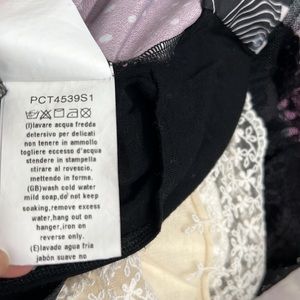 PCT4539S1
(I)lavare acqua fredda
detersivo per delicati
non tenere in ammollo
togliere eccesso d'acqua
stendere in stampella
stirare al rovescio,
mettendo in forma.
(GB)wash cold water
mild soap,do not keep
soaking,remove excess
water,hang out on
hanger,iron on
reverse only.
(E)lavado agua fria
jabón suave no